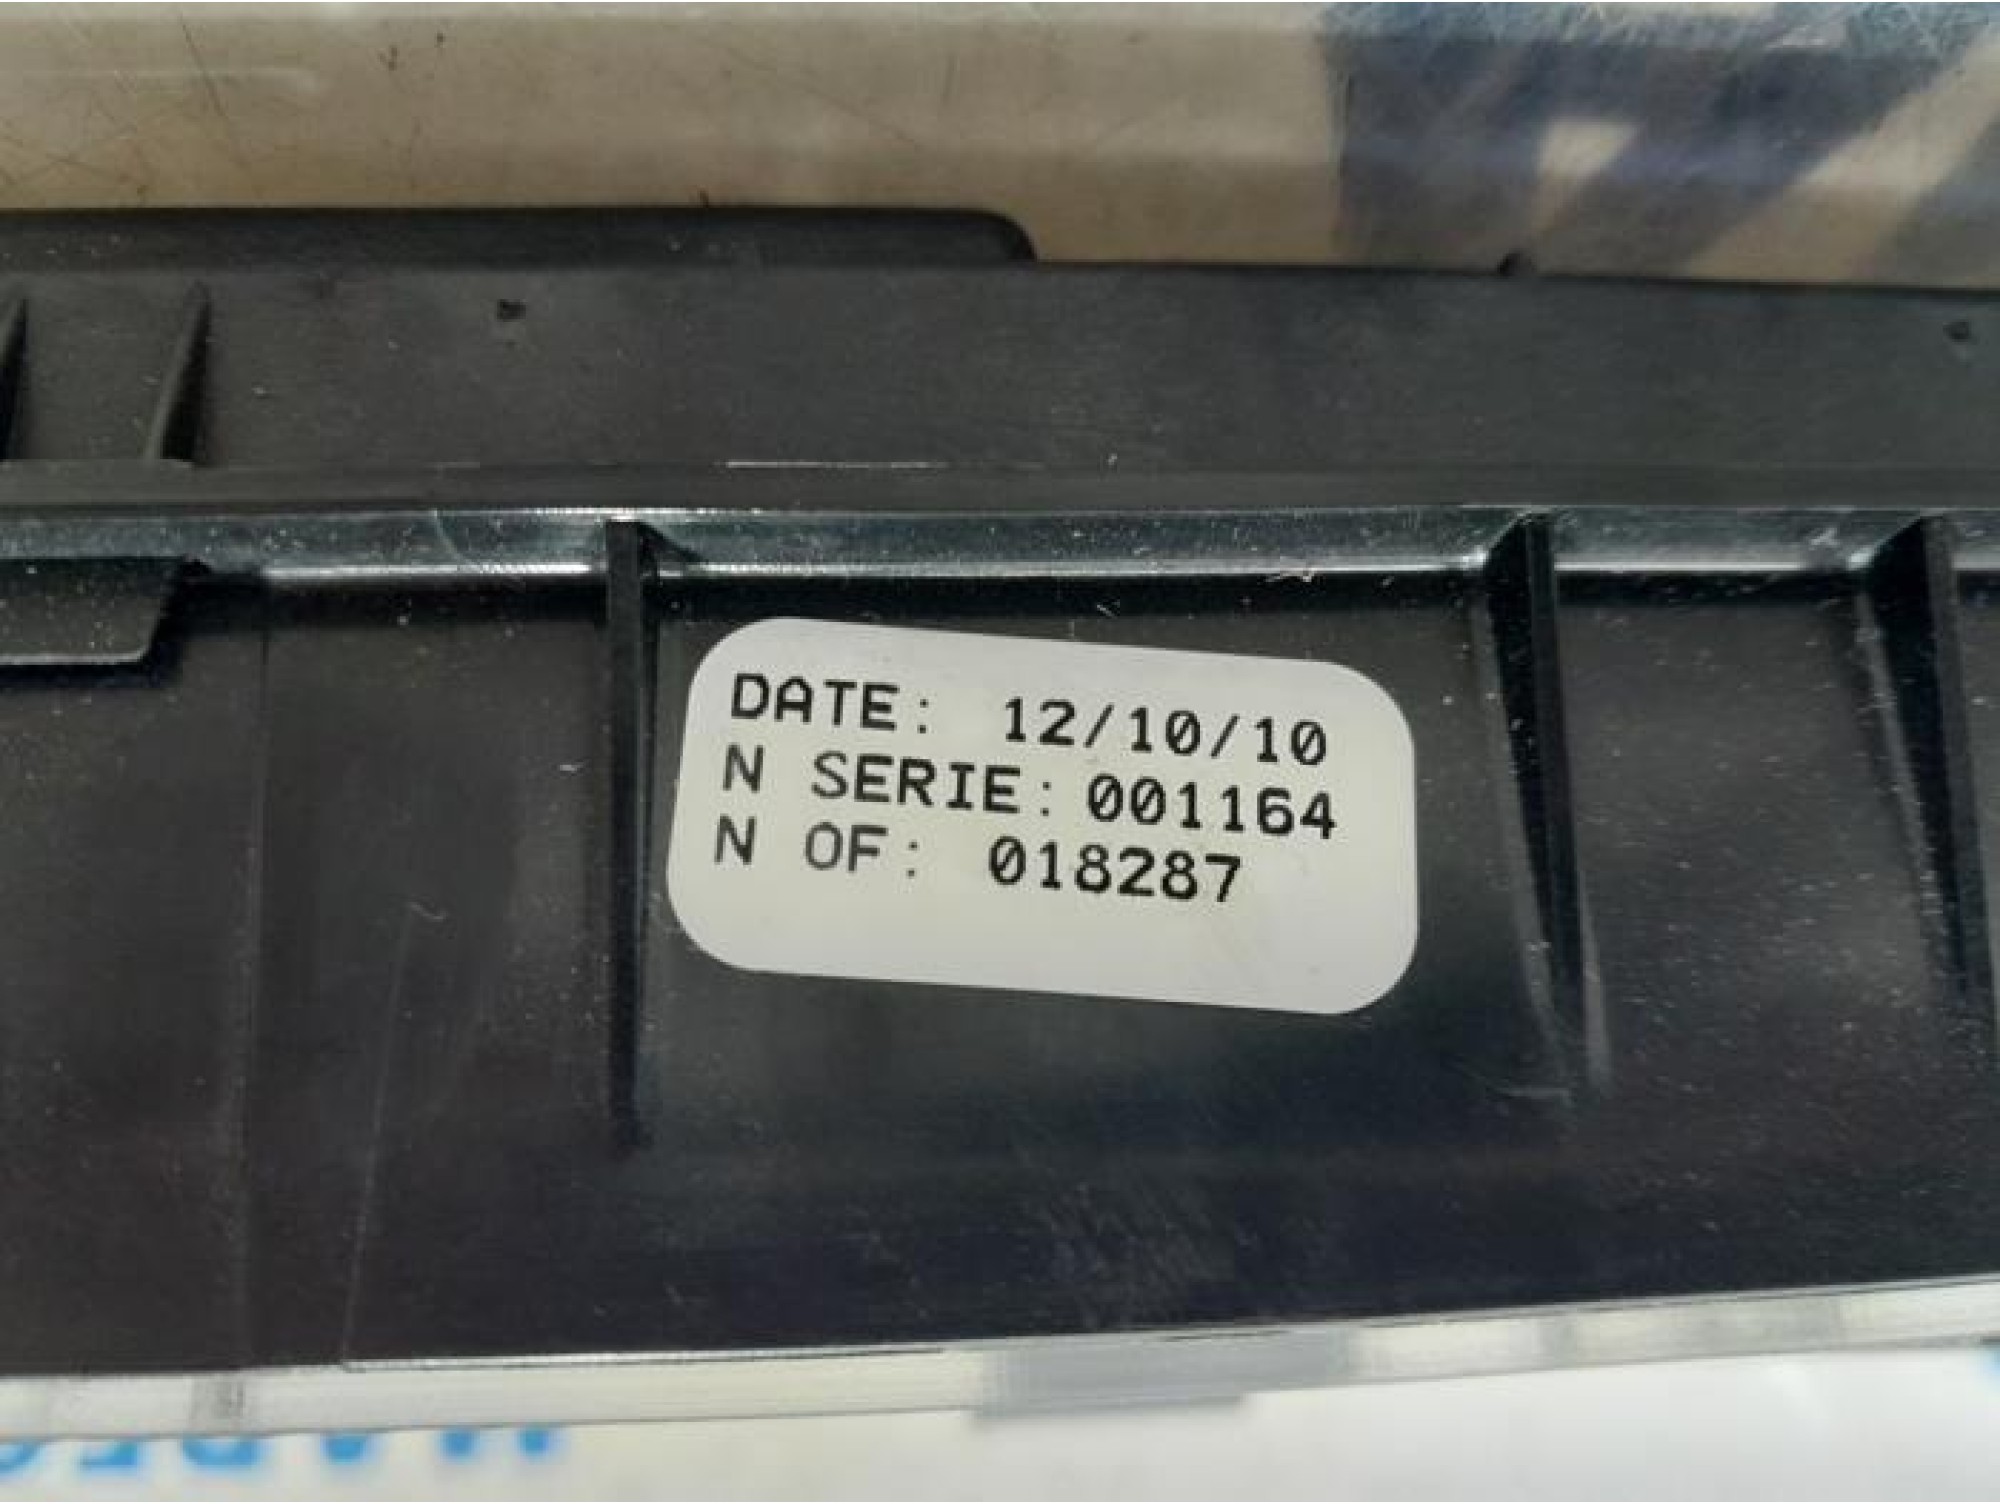 DATE: 12/10/10
N SERIE: 001164
N OF: 018287